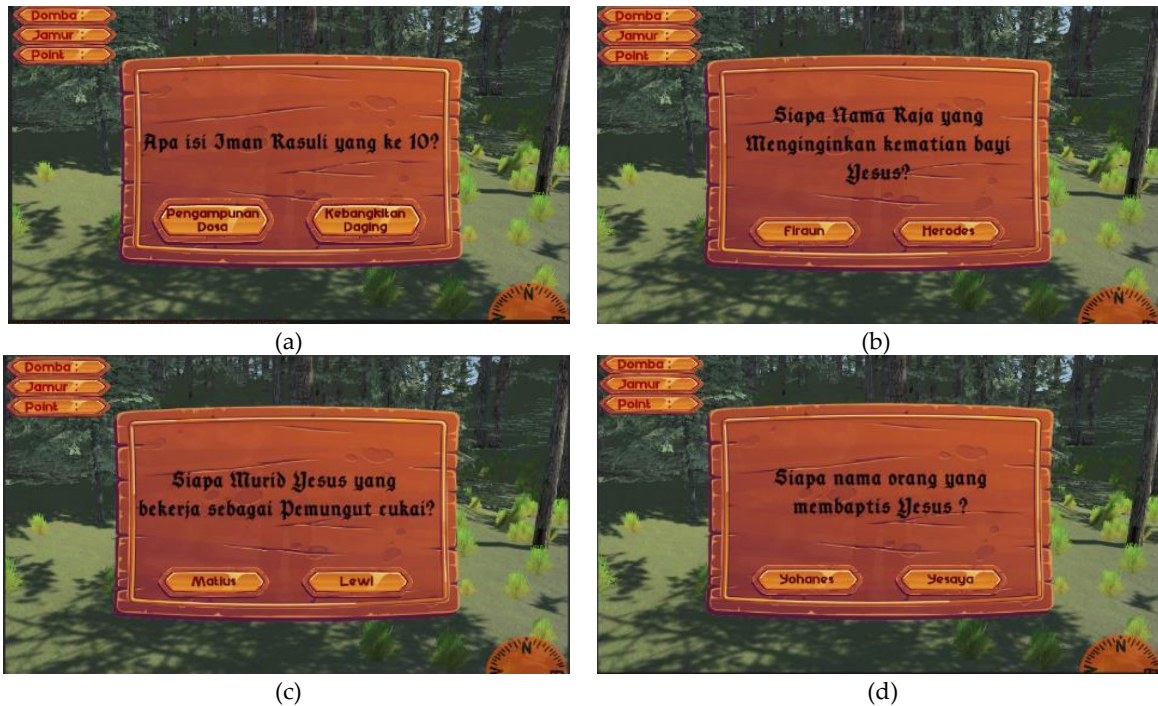 Domba :
Jamur :
Point :
Apa isi Iman Rasuli yang ke 10?
Pengampunan
Dosa
Kebangkitan
Daging
N
(a)
Domba :
Jamur :
Point :
Siapa Nama Raja yang
Menginginkan kematian bayi
Yesus?
Firaun
Herodes
N
(b)
Domba :
Jamur :
Point :
Siapa Murid Yesus yang
bekerja sebagai Pemungut cukai?
Matius
Lewi
N
(c)
Domba :
Jamur :
Point :
Siapa nama orang yang
membaptis Yesus ?
Yohanes
Yesaya
N
(d)